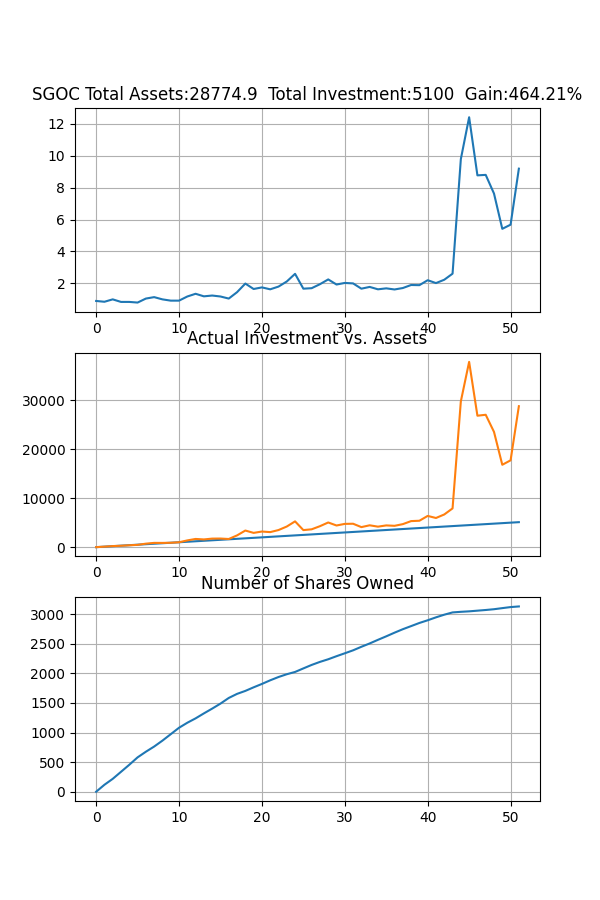 SGOC Total Assets:28774.9  Total Investment:5100  Gain:464.21%
12
10
8
6
4
2
0 10 20 30 40 50
Actual Investment vs. Assets
30000
20000
10000
0
0 10 20 30 40 50
Number of Shares Owned
3000
2500
2000
1500
1000
500
0
0 10 20 30 40 50